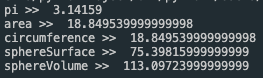 pi >>  3.14159
area >>  18.849539999999998
circumference >>  18.849539999999998
sphereSurface >>  75.39815999999999
sphereVolume >>  113.09723999999999